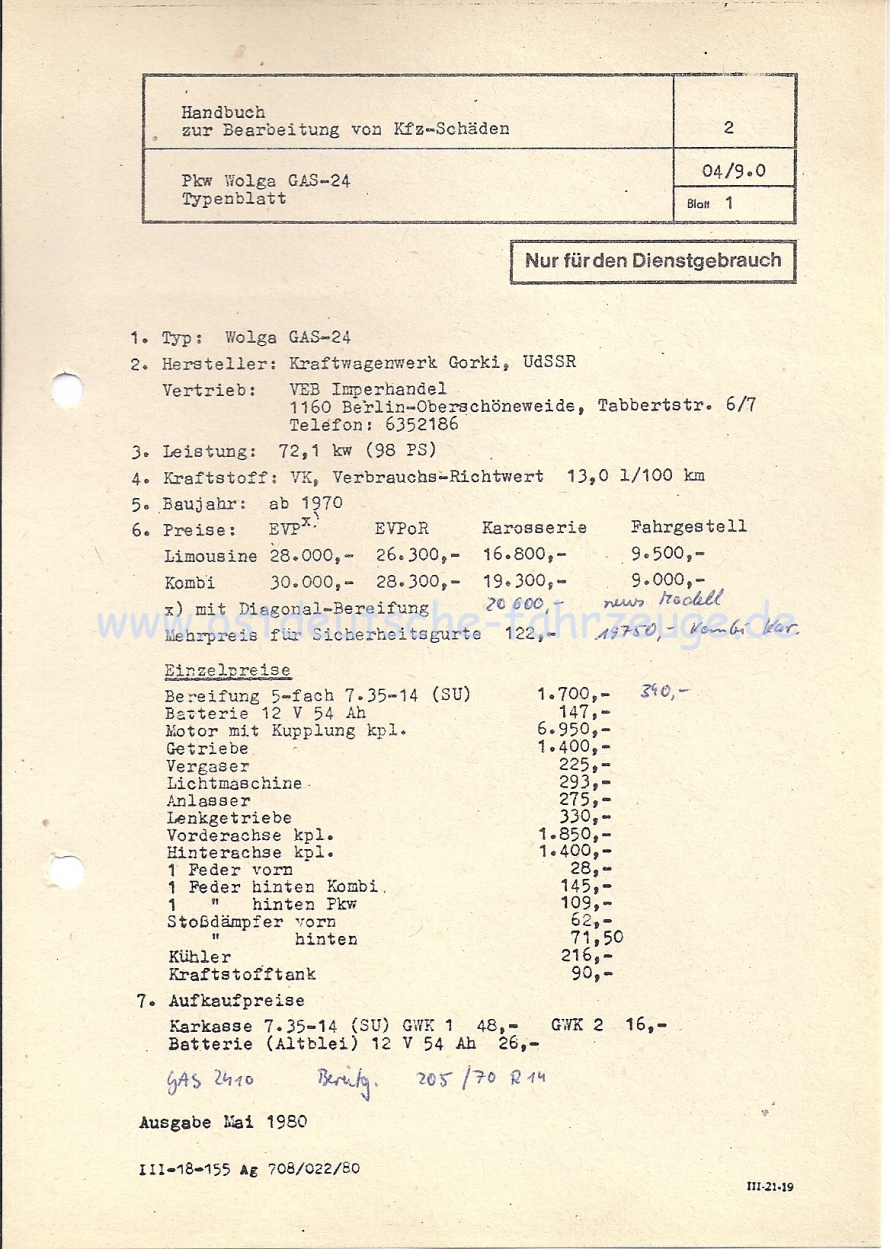 Handbuch
zur Bearbeitung von Kfz-Schäden
2
Pkw Wolga GAS-24
Typenblatt
04/9.0
Blatt 1
Nur für den Dienstgebrauch
1. Typ: Wolga GAS-24
2. Hersteller: Kraftwagenwerk Gorki, UdSSR
Vertrieb: VEB Imperhandel
1160 Berlin-Oberschöneweide, Tabbertstr. 6/7
Telefon: 6352186
3. Leistung: 72,1 kw (98 PS)
4. Kraftstoff: VK, Verbrauchs-Richtwert 13,0 l/100 km
5. Baujahr: ab 1970
6. Preise: EVPx) EVPoR Karosserie Fahrgestell
Limousine 28.000,- 26.300,- 16.800,- 9.500,-
Kombi 30.000,- 28.300,- 19.300,- 9.000,-
x) mit Diagonal-Bereifung 20 600,- neues Modell
www.ostdeutsche-fahrzeuge.de
Mehrpreis für Sicherheitsgurte 122,- 19750,- Kombi Kar.
Einzelpreise
Bereifung 5-fach 7.35-14 (SU) 1.700,- 340,-
Batterie 12 V 54 Ah 147,-
Motor mit Kupplung kpl. 6.950,-
Getriebe 1.400,-
Vergaser 225,-
Lichtmaschine 293,-
Anlasser 275,-
Lenkgetriebe 330,-
Vorderachse kpl. 1.850,-
Hinterachse kpl. 1.400,-
1 Feder vorn 28,-
1 Feder hinten Kombi 145,-
1 " hinten Pkw 109,-
Stoßdämpfer vorn 62,-
" hinten 71,50
Kühler 216,-
Kraftstofftank 90,-
7. Aufkaufpreise
Karkasse 7.35-14 (SU) GWK 1 48,- GWK 2 16,-
Batterie (Altblei) 12 V 54 Ah 26,-
GAS 2410 205/70 R 14
Ausgabe Mai 1980
III-18-155 Ag 708/022/80
III-21-19